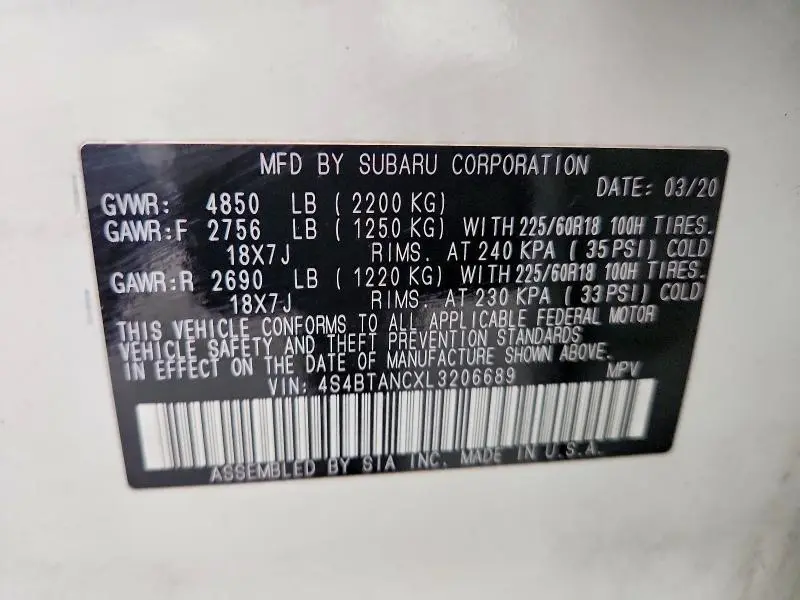 MFD BY SUBARU CORPORATION
DATE: 03/20
GVWR: 4850 LB ( 2200 KG)
GAWR:F 2756 LB ( 1250 KG) WITH 225/60R18 100H TIRES.
18X7J RIMS. AT 240 KPA ( 35 PSI) COLD
GAWR:R 2690 LB ( 1220 KG) WITH 225/60R18 100H TIRES.
18X7J RIMS. AT 230 KPA ( 33 PSI) COLD
THIS VEHICLE CONFORMS TO ALL APPLICABLE FEDERAL MOTOR
VEHICLE SAFETY AND THEFT PREVENTION STANDARDS
IN EFFECT ON THE DATE OF MANUFACTURE SHOWN ABOVE.
VIN: 4S4BTANCXL3206689 MPV
ASSEMBLED BY SIA INC. MADE IN U.S.A.